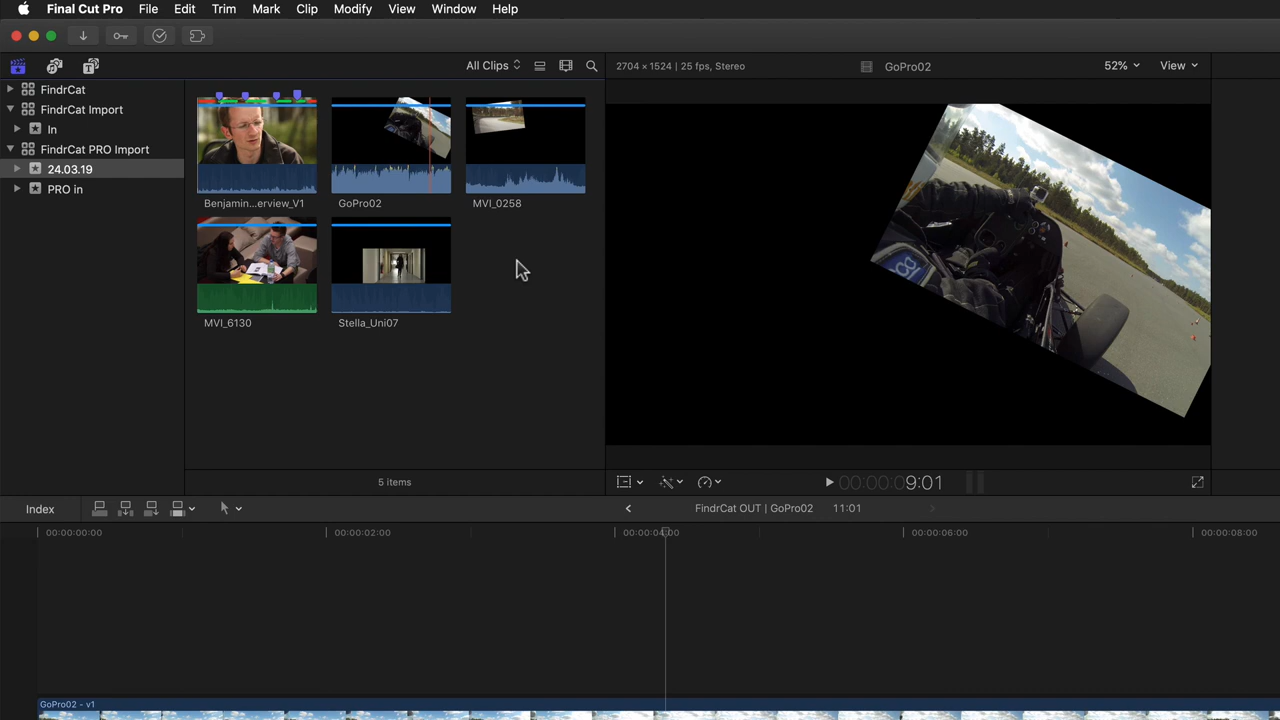 Final Cut Pro File Edit Trim Mark Clip Modify View Window Help
All Clips
2704 × 1524 | 25 fps, Stereo
GoPro02
52%
View
FindrCat
FindrCat Import
In
FindrCat PRO Import
24.03.19
PRO in
Benjamin...erview_V1
GoPro02
MVI_0258
MVI_6130
Stella_Uni07
5 items
00:00:09:01
Index
FindrCat OUT | GoPro02
11:01
00:00:00:00
00:00:02:00
00:00:04:00
00:00:06:00
00:00:08:00
GoPro02 - v1